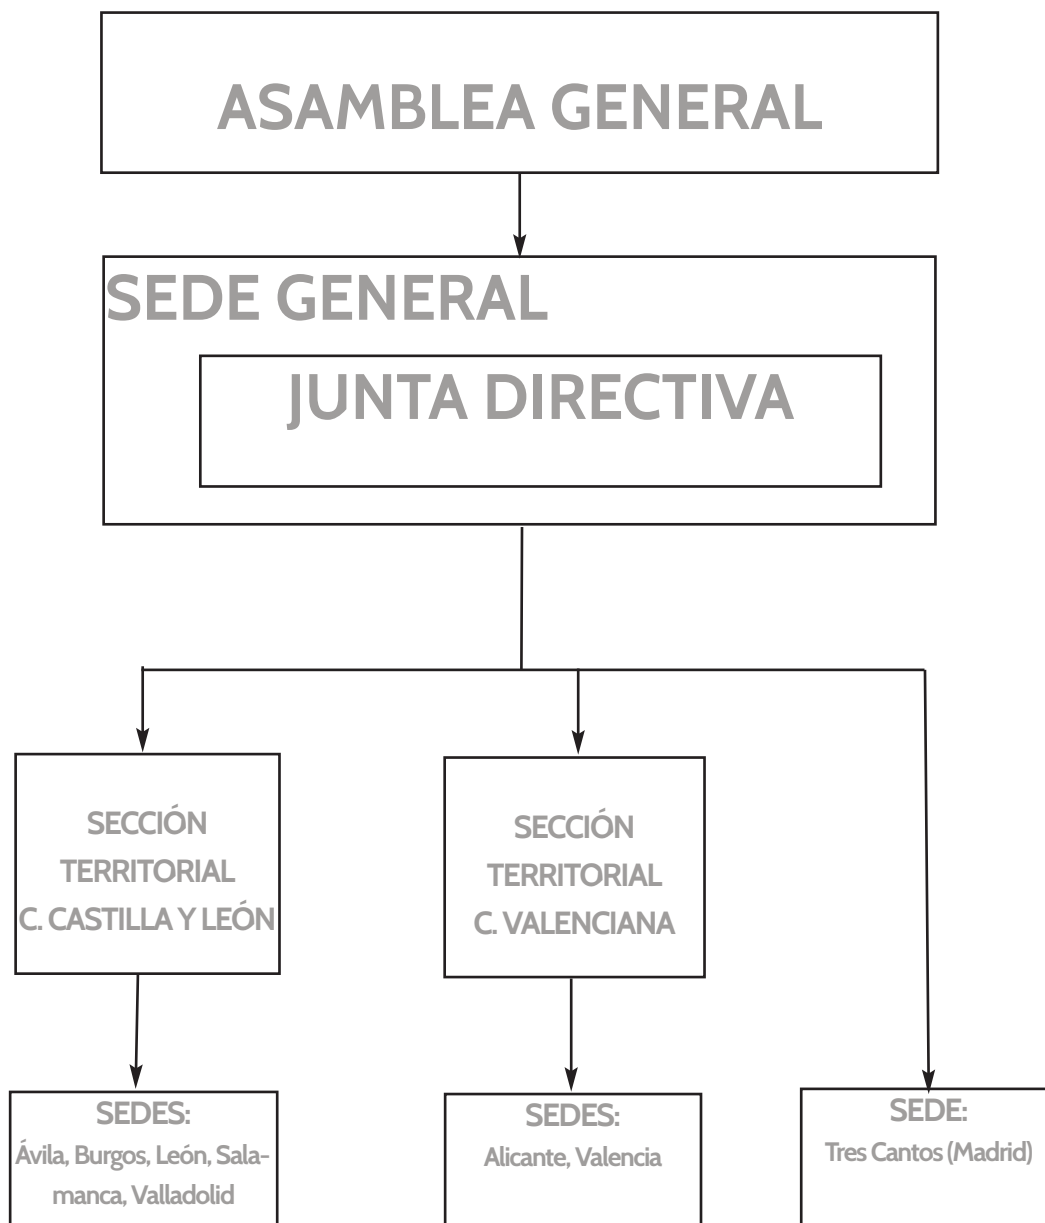 ASAMBLEA GENERAL
SEDE GENERAL
JUNTA DIRECTIVA
SECCIÓN
TERRITORIAL
C. CASTILLA Y LEÓN
SECCIÓN
TERRITORIAL
C. VALENCIANA
SEDES:
Ávila, Burgos, León, Sala-
manca, Valladolid
SEDES:
Alicante, Valencia
SEDE:
Tres Cantos (Madrid)